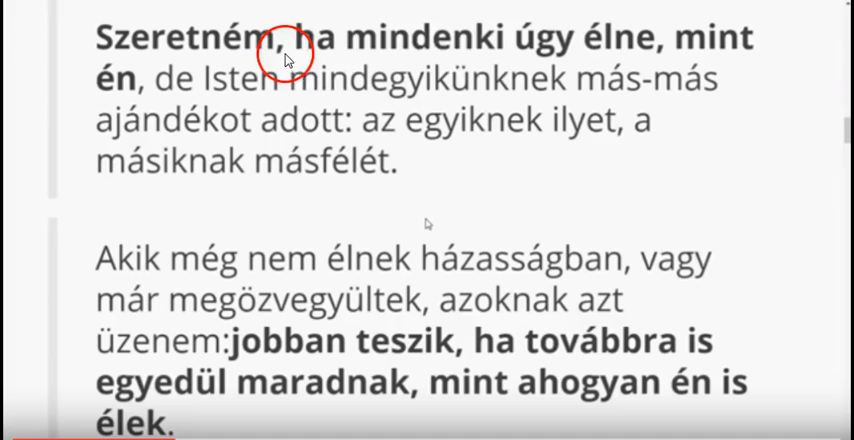 Szeretném, ha mindenki úgy élne, mint
én, de Isten mindegyikünknek más-más
ajándékot adott: az egyiknek ilyet, a
másiknak másfélét.
Akik még nem élnek házasságban, vagy
már megözvegyültek, azoknak azt
üzenem:jobban teszik, ha továbbra is
egyedül maradnak, mint ahogyan én is
élek.